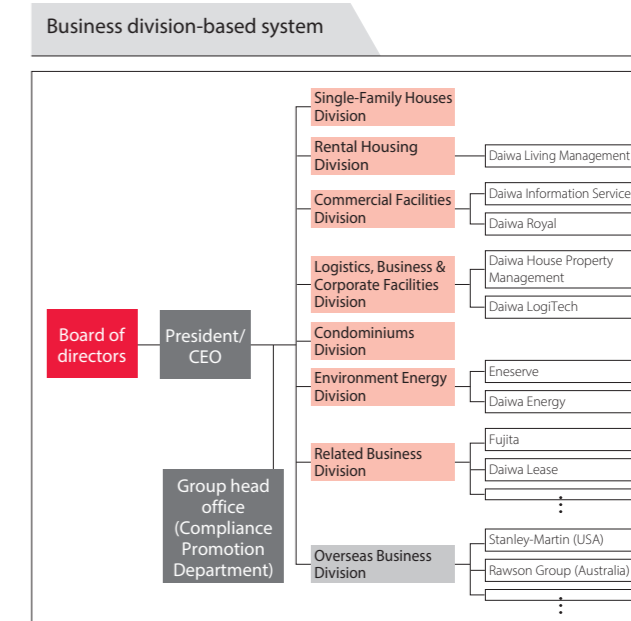 Business division-based system
Single-Family Houses
Division
Rental Housing
Division
Daiwa Living Management
Commercial Facilities
Division
Daiwa Information Service
Daiwa Royal
Logistics, Business &
Corporate Facilities
Division
Daiwa House Property
Management
Daiwa LogiTech
Board of
directors
President/
CEO
Condominiums
Division
Environment Energy
Division
Eneserve
Daiwa Energy
Related Business
Division
Fujita
Daiwa Lease
Group head
office
(Compliance
Promotion
Department)
Overseas Business
Division
Stanley-Martin (USA)
Rawson Group (Australia)